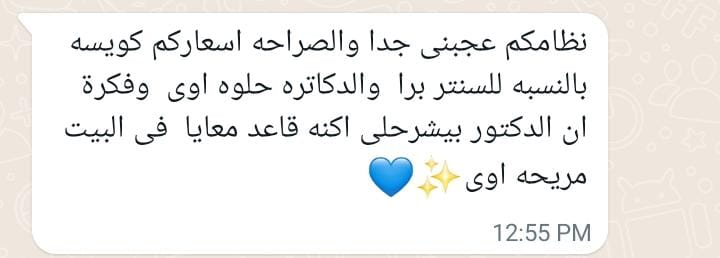 نظامكم عجبنى جدا والصراحه اسعاركم كويسه
بالنسبه للسنتر برا والدكاتره حلوه اوى وفكرة
ان الدكتور بيشرحلى اكنه قاعد معايا فى البيت
مريحه اوى✨💙
12:55 PM